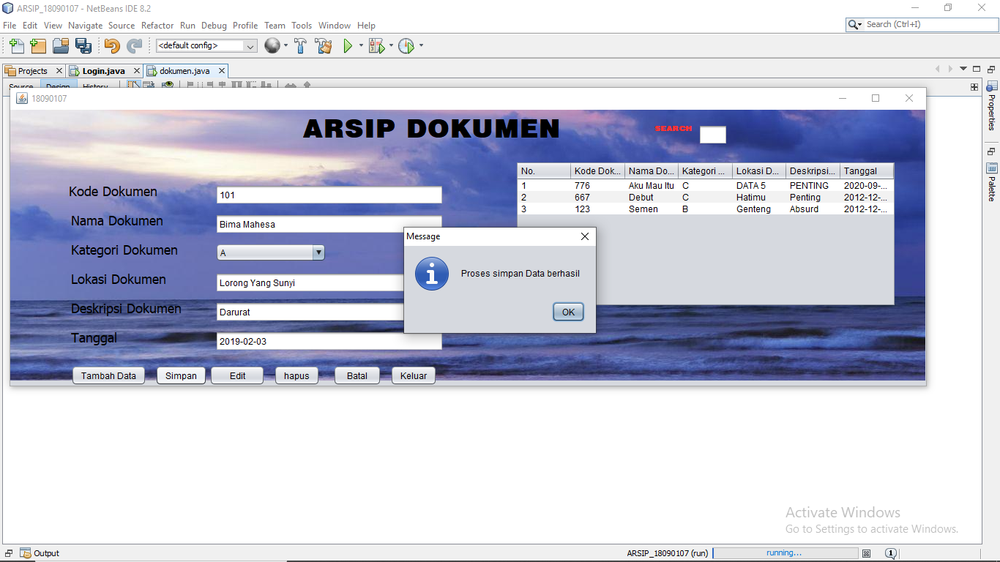 ARSIP_18090107 - NetBeans IDE 8.2
File Edit View Navigate Source Refactor Run Debug Profile Team Tools Window Help
Search (Ctrl+I)
<default config>
Projects Login.java dokumen.java
Source Design History
18090107
Properties
Palette
ARSIP DOKUMEN
SEARCH
Kode Dokumen 101
Nama Dokumen Bima Mahesa
Kategori Dokumen A
Lokasi Dokumen Lorong Yang Sunyi
Deskripsi Dokumen Darurat
Tanggal 2019-02-03
No. Kode Dok... Nama Do... Kategori ... Lokasi D... Deskripsi... Tanggal
1 776 Aku Mau Itu C DATA 5 PENTING 2020-09-...
2 667 Debut C Hatimu Penting 2012-12-...
3 123 Semen B Genteng Absurd 2012-12-...
Message
Proses simpan Data berhasil
OK
Tambah Data Simpan Edit hapus Batal Keluar
Activate Windows
Go to Settings to activate Windows.
Output
ARSIP_18090107 (run) running... 1